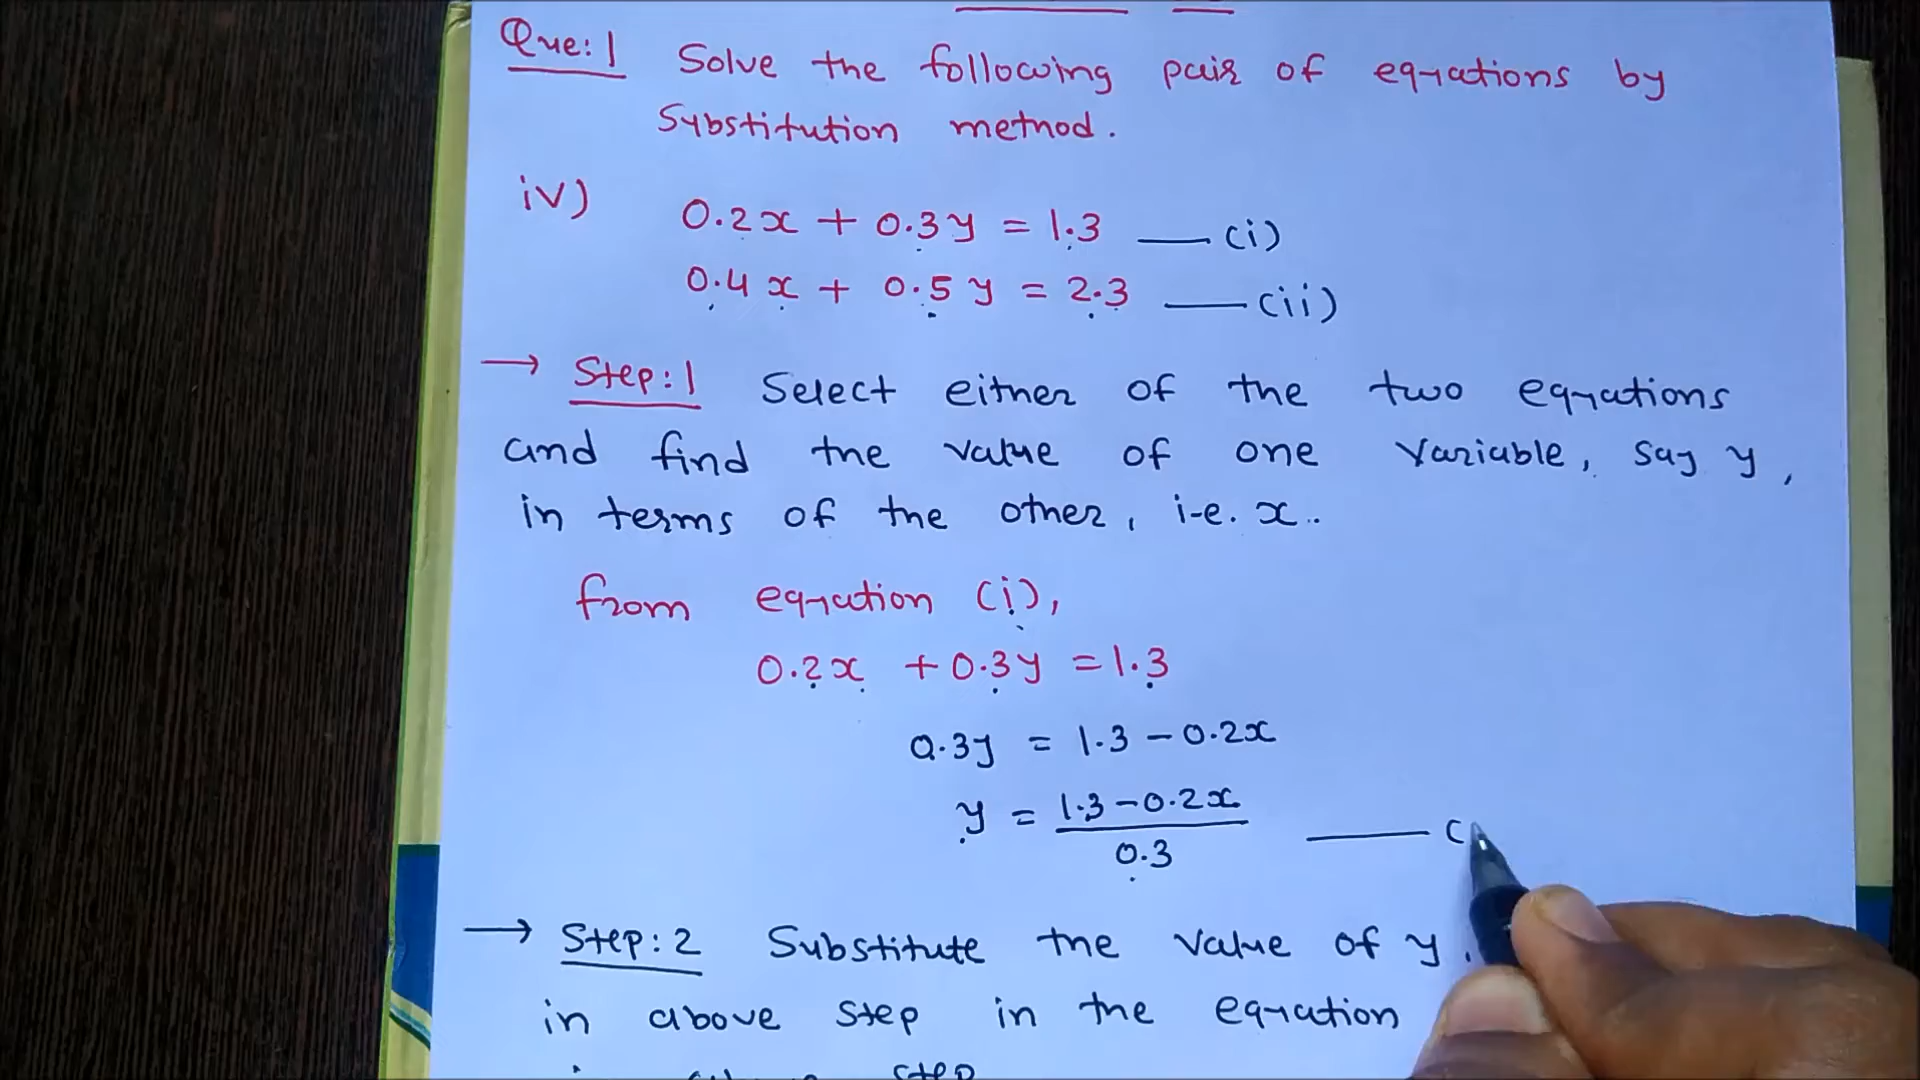 Que:1 Solve the following pair of equations by
Substitution method.
iv) 0.2x + 0.3y = 1.3 —— (i)
0.4x + 0.5y = 2.3 —— (ii)
→ Step:1 Select either of the two equations
and find the value of one variable, say y,
in terms of the other, i.e. x.
from equation (i),
0.2x + 0.3y = 1.3
0.3y = 1.3 - 0.2x
y = \frac{1.3 - 0.2x}{0.3} —— (
→ Step:2 Substitute the value of y
in above step in the equation
step